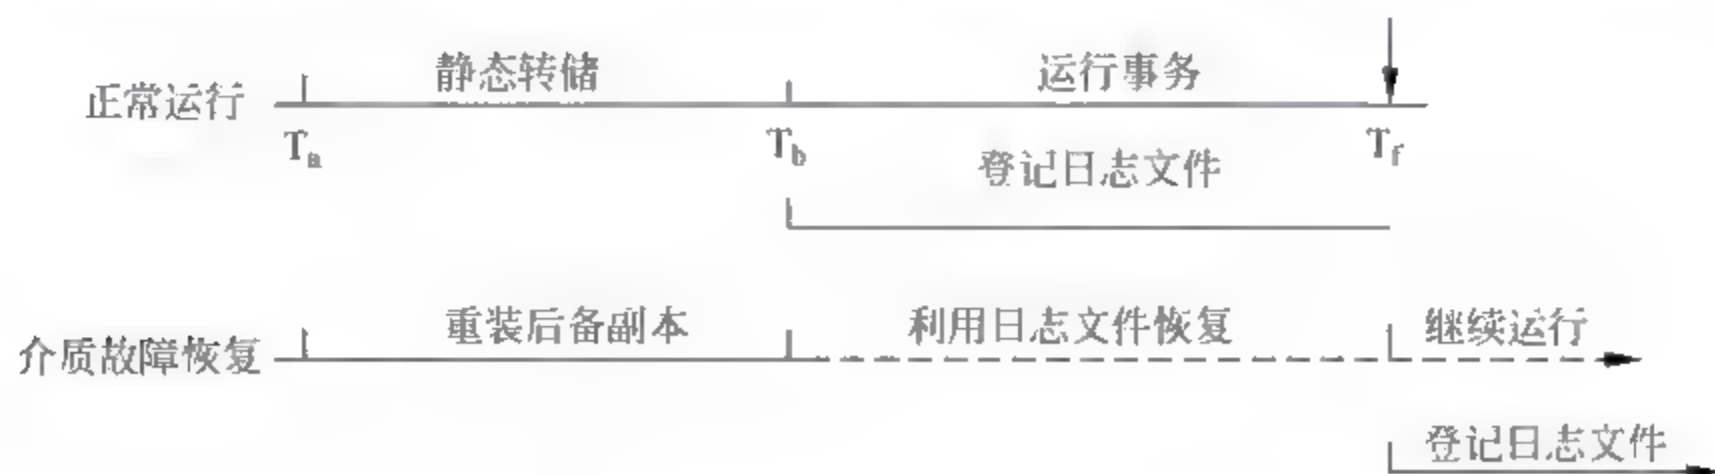 静态转储 运行事务
正常运行
Ta Tb Tf
登记日志文件
重装后备副本 利用日志文件恢复 继续运行
介质故障恢复
登记日志文件